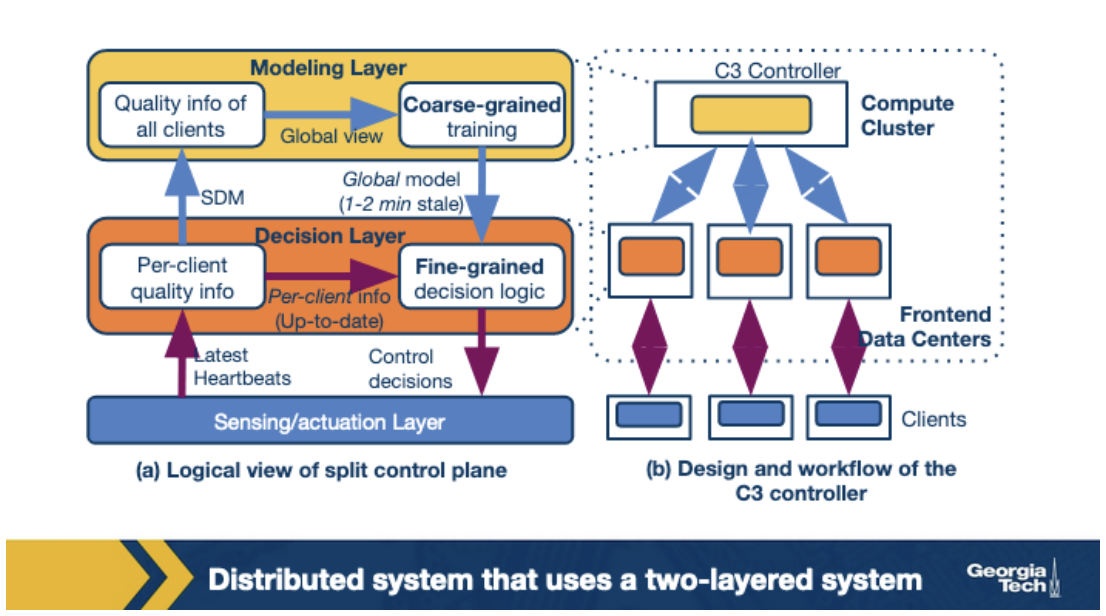 Modeling Layer
Quality info of
all clients
Global view
Coarse-grained
training
SDM
Global model
(1-2 min stale)
Decision Layer
Per-client
quality info
Per-client info
(Up-to-date)
Fine-grained
decision logic
Latest
Heartbeats
Control
decisions
Sensing/actuation Layer
(a) Logical view of split control plane
C3 Controller
Compute
Cluster
Frontend
Data Centers
Clients
(b) Design and workflow of the
C3 controller
Distributed system that uses a two-layered system
Georgia
Tech